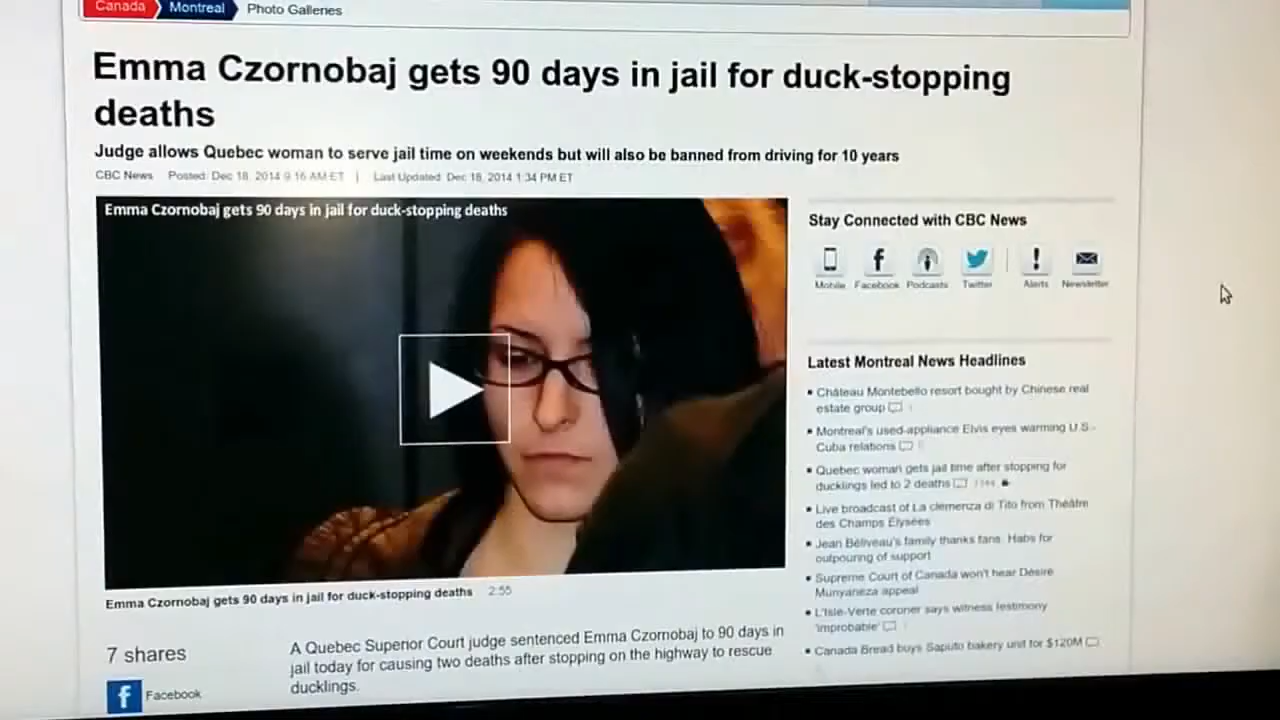 Canada Montreal Photo Galleries
Emma Czornobaj gets 90 days in jail for duck-stopping
deaths
Judge allows Quebec woman to serve jail time on weekends but will also be banned from driving for 10 years
CBC News Posted: Dec 18, 2014 9:16 AM ET | Last Updated: Dec 18, 2014 1:34 PM ET
Emma Czornobaj gets 90 days in jail for duck-stopping deaths
Emma Czornobaj gets 90 days in jail for duck-stopping deaths 2:55
7 shares
Facebook
A Quebec Superior Court judge sentenced Emma Czornobaj to 90 days in
jail today for causing two deaths after stopping on the highway to rescue
ducklings.
Stay Connected with CBC News
Mobile Facebook Podcasts Twitter Alerts Newsletter
Latest Montreal News Headlines
Château Montebello resort bought by Chinese real
estate group
Montreal's used-appliance Elvis eyes warming U.S.-
Cuba relations
Quebec woman gets jail time after stopping for
ducklings led to 2 deaths
Live broadcast of La clemenza di Tito from Théâtre
des Champs Élysées
Jean Béliveau's family thanks fans, Habs for
outpouring of support
Supreme Court of Canada won't hear Désiré
Munyaneza appeal
L'Isle-Verte coroner says witness testimony
'improbable'
Canada Bread buys Saputo bakery unit for $120M